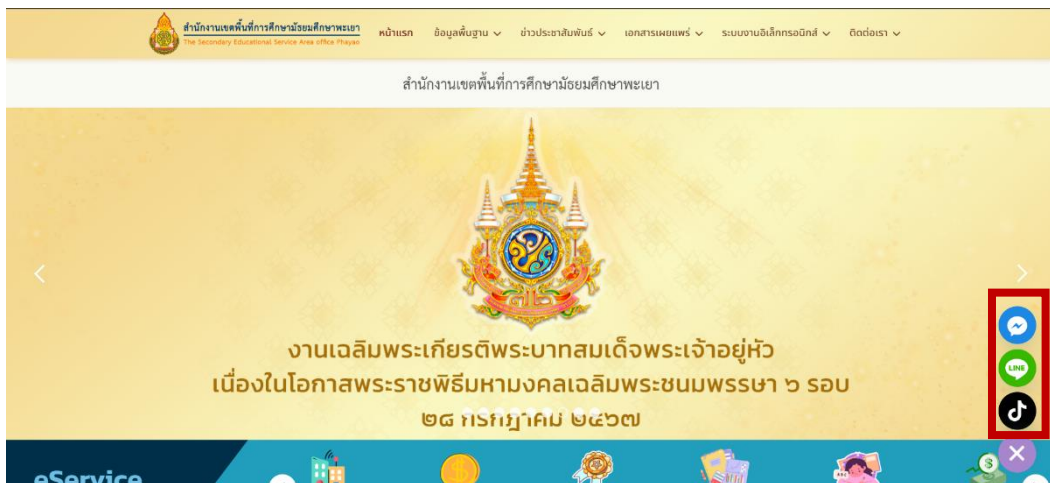 สำนักงานเขตพื้นที่การศึกษามัธยมศึกษาพะเยา
The Secondary Educational Service Area office Phayao
หน้าแรก ข้อมูลพื้นฐาน ข่าวประชาสัมพันธ์ เอกสารเผยแพร่ ระบบงานอิเล็กทรอนิกส์ ติดต่อเรา
สำนักงานเขตพื้นที่การศึกษามัธยมศึกษาพะเยา
งานเฉลิมพระเกียรติพระบาทสมเด็จพระเจ้าอยู่หัว
เนื่องในโอกาสพระราชพิธีมหามงคลเฉลิมพระชนมพรรษา ๖ รอบ
๒๘ กรกฎาคม ๒๕๖๗
LINE
eService